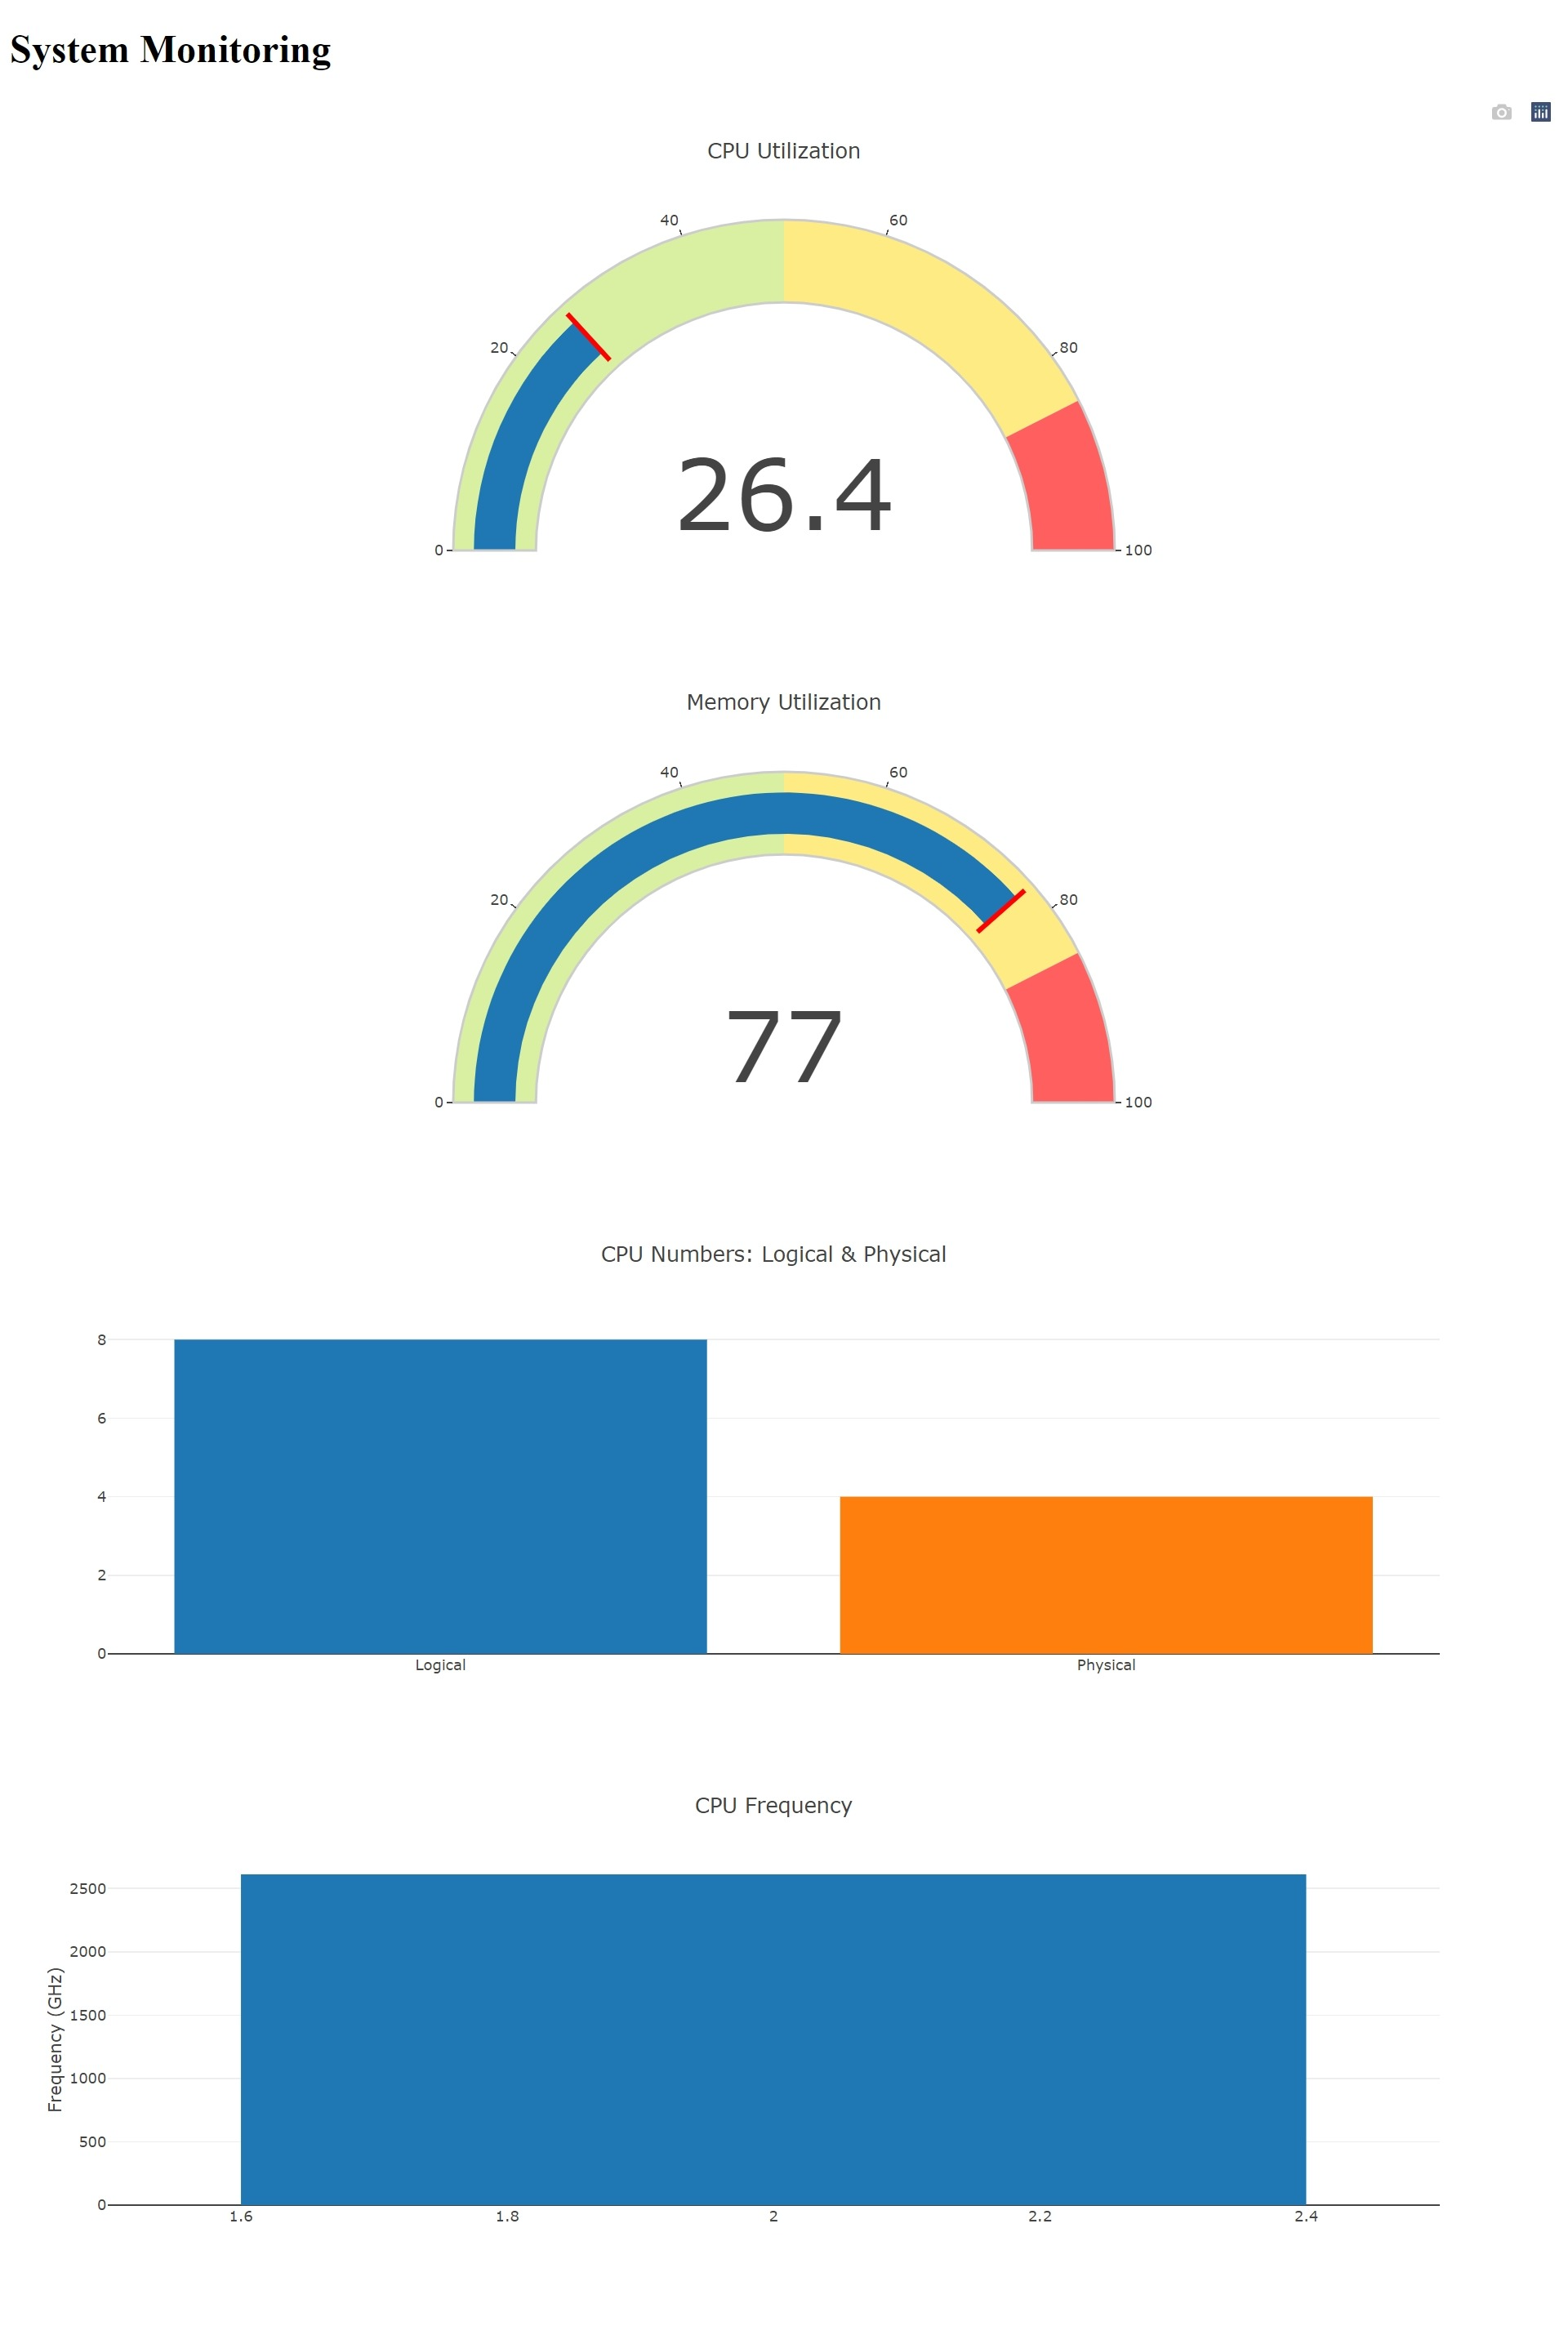 System Monitoring
CPU Utilization
40 60
20 80
26.4
0 100
Memory Utilization
40 60
20 80
77
0 100
CPU Numbers: Logical & Physical
8
6
4
2
0
Logical Physical
CPU Frequency
Frequency (GHz)
2500
2000
1500
1000
500
0
1.6 1.8 2 2.2 2.4